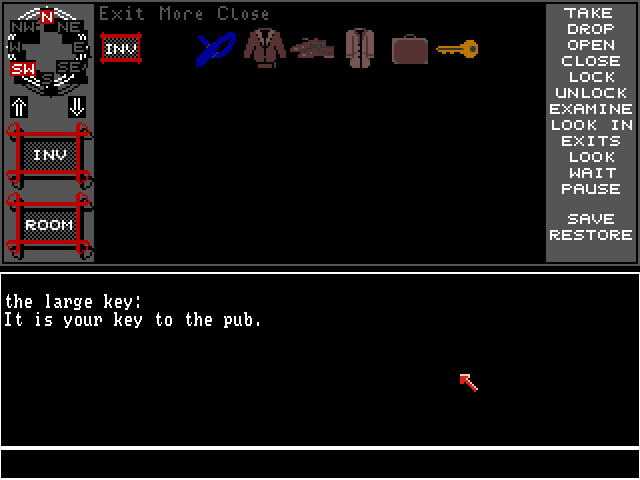 Exit More Close
N
NW
NE
W
E
SW
SE
S
INV
INV
ROOM
TAKE
DROP
OPEN
CLOSE
LOCK
UNLOCK
EXAMINE
LOOK IN
EXITS
LOOK
WAIT
PAUSE
SAVE
RESTORE
the large key:
It is your key to the pub.